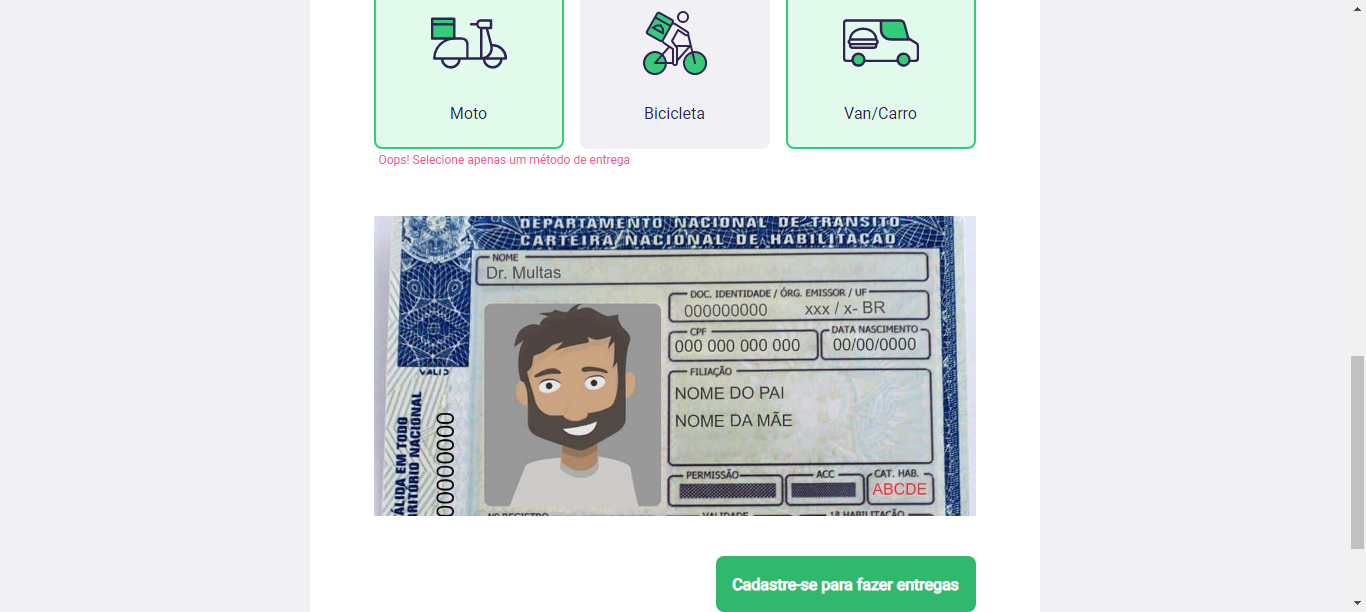 Moto
Bicicleta
Van/Carro
Oops! Selecione apenas um método de entrega
DEPARTAMENTO NACIONAL DE TRANSITO
CARTEIRA NACIONAL DE HABILITAÇÃO
NOME
Dr. Multas
DOC. IDENTIDADE / ÓRG. EMISSOR / UF
000000000 xxx / x- BR
CPF
DATA NASCIMENTO
000 000 000 000
00/00/0000
FILIAÇÃO
NOME DO PAI
NOME DA MÃE
PERMISSÃO
ACC
CAT. HAB.
ABCDE
VALIDADE
1ª HABILITAÇÃO
Nº REGISTRO
EM TODO
NACIONAL
Cadastre-se para fazer entregas